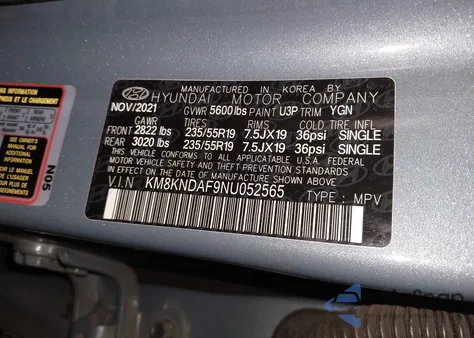 MANUFACTURED IN KOREA BY
HYUNDAI MOTOR COMPANY
NOV/2021 GVWR 5600lbs PAINT U3P TRIM YGN
GAWR TIRES RIMS COLD TIRE INFL
FRONT 2822 lbs 235/55R19 7.5JX19 36psi SINGLE
REAR 3020 lbs 235/55R19 7.5JX19 36psi SINGLE
THIS VEHICLE CONFORMS TO ALL APPLICABLE U.S.A. FEDERAL
MOTOR VEHICLE SAFETY AND THEFT PREVENTION STANDARDS
IN EFFECT ON THE DATE OF MANUFACTURE SHOWN ABOVE.
V.I.N KM8KNDAF9NU052565 TYPE : MPV
N05